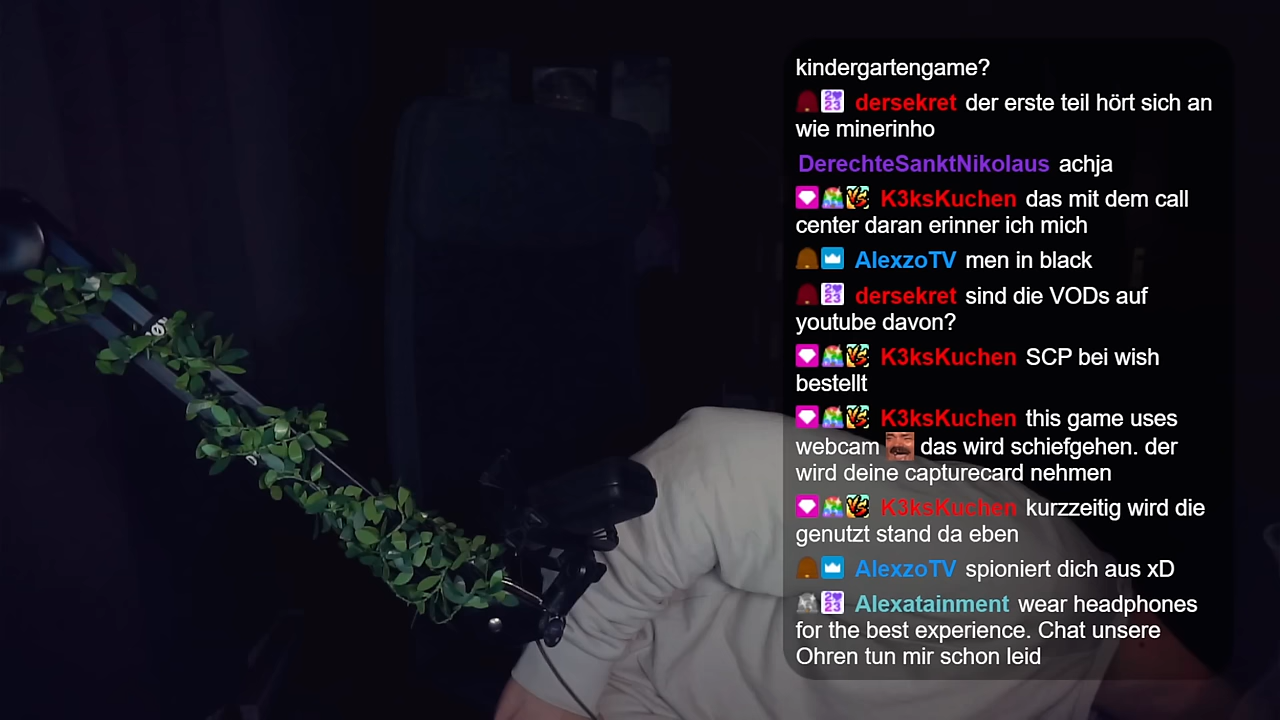 kindergartengame?
dersekret der erste teil hört sich an
wie minerinho
DerechteSanktNikolaus achja
K3ksKuchen das mit dem call
center daran erinner ich mich
AlexzoTV men in black
dersekret sind die VODs auf
youtube davon?
K3ksKuchen SCP bei wish
bestellt
K3ksKuchen this game uses
webcam das wird schiefgehen. der
wird deine capturecard nehmen
K3ksKuchen kurzzeitig wird die
genutzt stand da eben
AlexzoTV spioniert dich aus xD
Alexatainment wear headphones
for the best experience. Chat unsere
Ohren tun mir schon leid